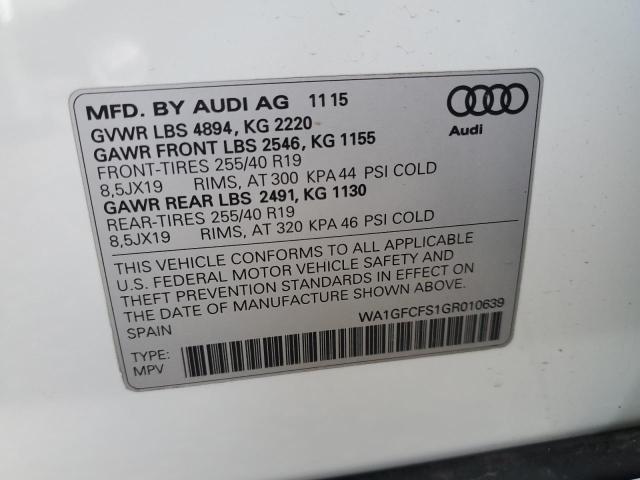 MFD. BY AUDI AG 11 15
GVWR LBS 4894, KG 2220
GAWR FRONT LBS 2546, KG 1155
FRONT-TIRES 255/40 R19
8,5JX19 RIMS, AT 300 KPA 44 PSI COLD
GAWR REAR LBS 2491, KG 1130
REAR-TIRES 255/40 R19
8,5JX19 RIMS, AT 320 KPA 46 PSI COLD
Audi
THIS VEHICLE CONFORMS TO ALL APPLICABLE
U.S. FEDERAL MOTOR VEHICLE SAFETY AND
THEFT PREVENTION STANDARDS IN EFFECT ON
THE DATE OF MANUFACTURE SHOWN ABOVE.
SPAIN WA1GFCFS1GR010639
TYPE:
MPV